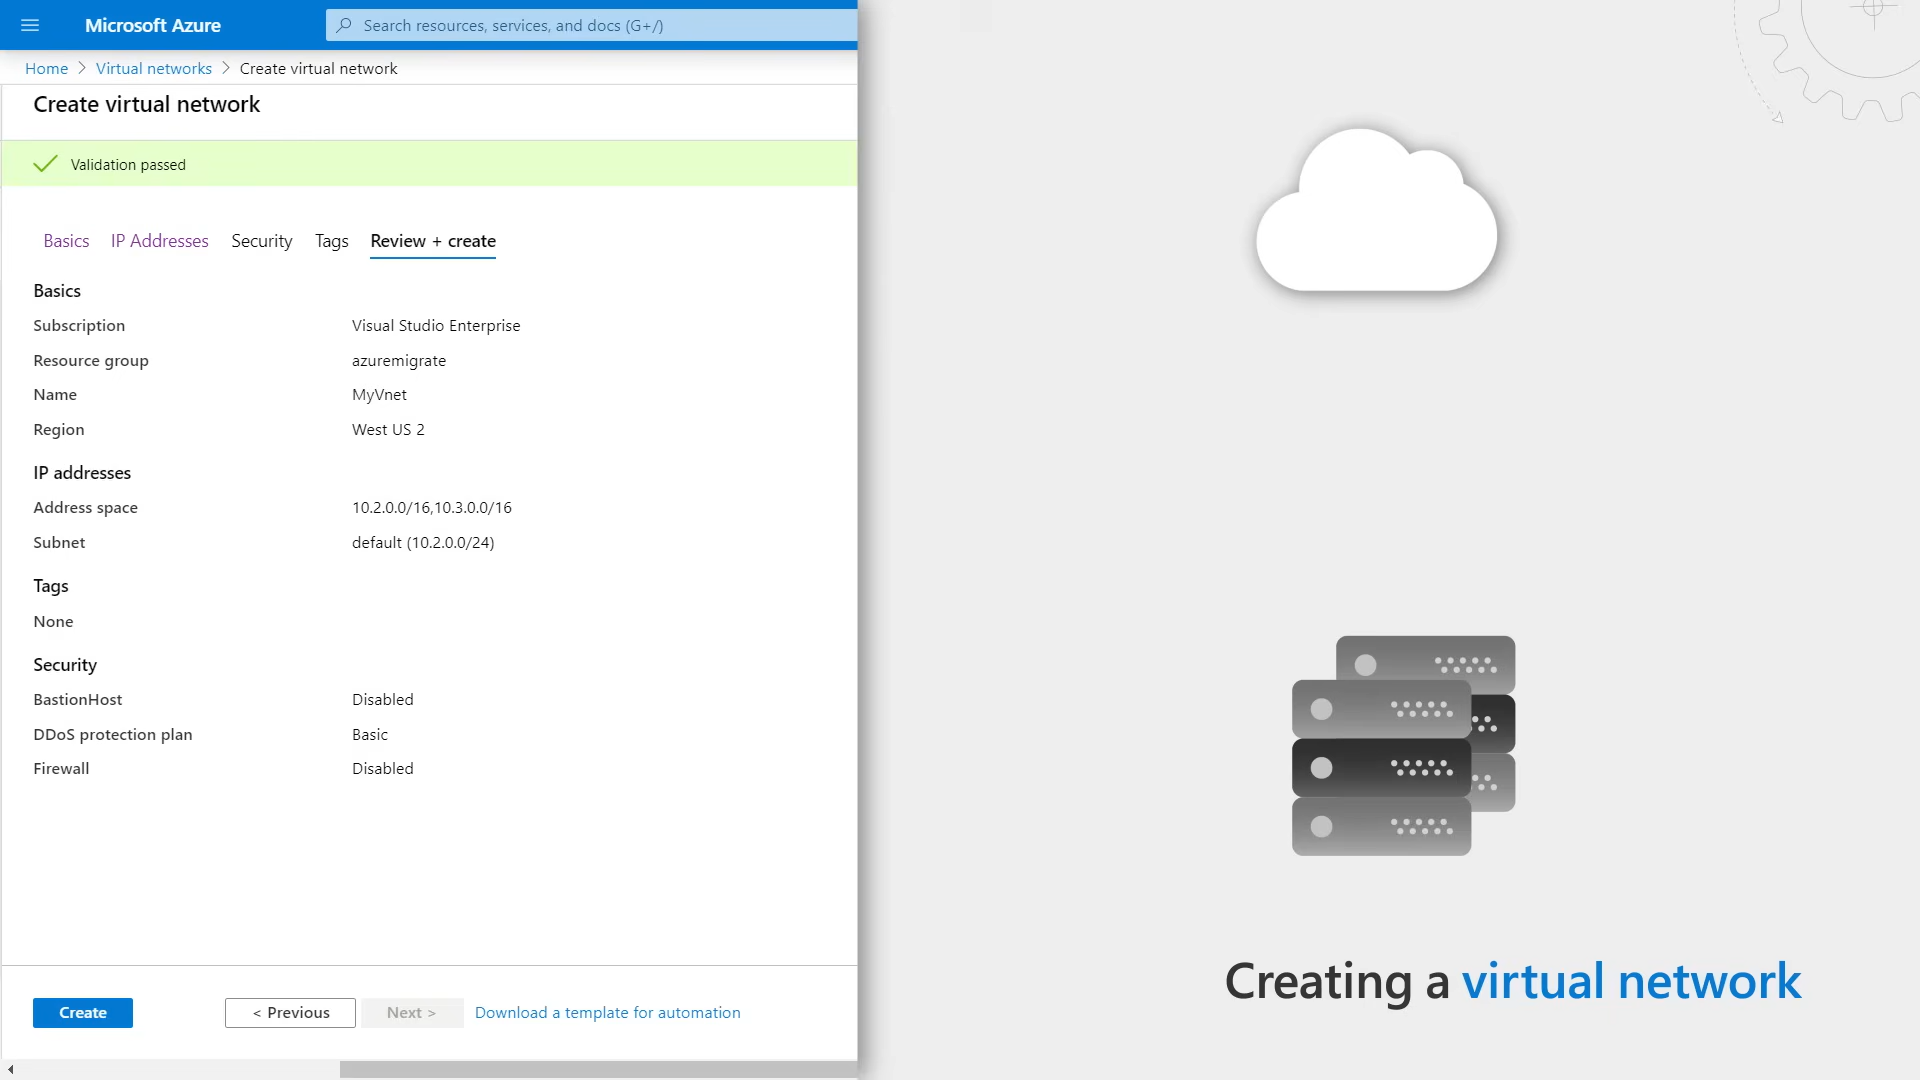 Microsoft Azure
Search resources, services, and docs (G+/)
Home > Virtual networks > Create virtual network
Create virtual network
Validation passed
Basics IP Addresses Security Tags Review + create
Basics
Subscription Visual Studio Enterprise
Resource group azuremigrate
Name MyVnet
Region West US 2
IP addresses
Address space 10.2.0.0/16,10.3.0.0/16
Subnet default (10.2.0.0/24)
Tags
None
Security
BastionHost Disabled
DDoS protection plan Basic
Firewall Disabled
Create < Previous Next > Download a template for automation
Creating a virtual network